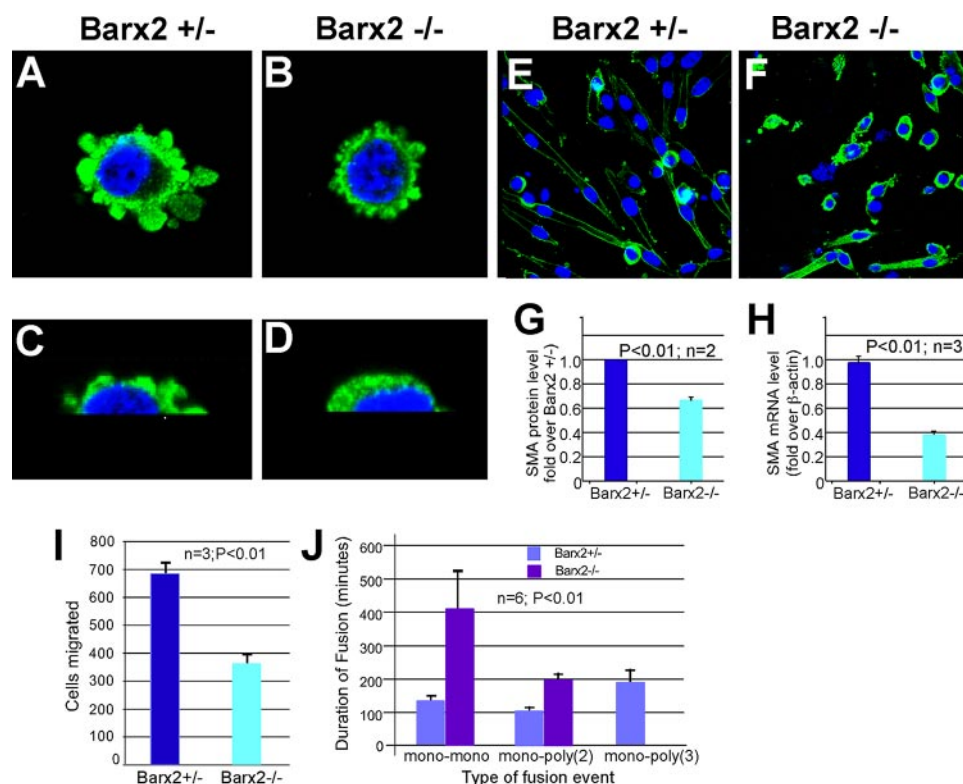 Barx2 +/- Barx2 -/- Barx2 +/- Barx2 -/-
A B E F
C D
G
SMA protein level
fold over Barx2 +/-)
P<0.01; n=2
1.0
0.8
0.6
0.4
0.2
0
Barx2+/- Barx2-/-
H
SMA mRNA level
(fold over β-actin)
P<0.01; n=3
1.0
0.8
0.6
0.4
0.2
0
Barx2+/- Barx2-/-
I
Cells migrated
n=3;P<0.01
800
700
600
500
400
300
200
100
0
Barx2+/- Barx2-/-
J
Duration of Fusion (minutes)
Barx2+/-
Barx2-/-
n=6; P<0.01
600
500
400
300
200
100
0
mono-mono mono-poly(2) mono-poly(3)
Type of fusion event